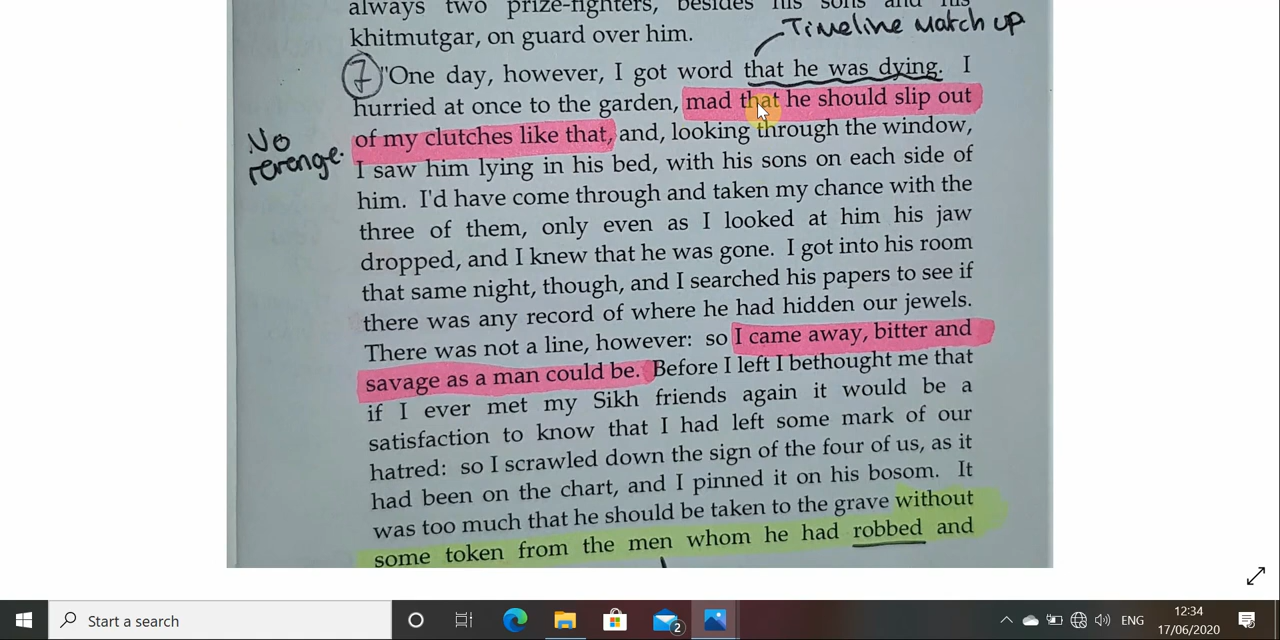 always two prize-fighters, besides his sons and his
khitmutgar, on guard over him.
Timeline match up
7 "One day, however, I got word that he was dying. I
hurried at once to the garden, mad that he should slip out
of my clutches like that, and, looking through the window,
No
revenge.
I saw him lying in his bed, with his sons on each side of
him. I'd have come through and taken my chance with the
three of them, only even as I looked at him his jaw
dropped, and I knew that he was gone. I got into his room
that same night, though, and I searched his papers to see if
there was any record of where he had hidden our jewels.
There was not a line, however: so I came away, bitter and
savage as a man could be. Before I left I bethought me that
if I ever met my Sikh friends again it would be a
satisfaction to know that I had left some mark of our
hatred: so I scrawled down the sign of the four of us, as it
had been on the chart, and I pinned it on his bosom. It
was too much that he should be taken to the grave without
some token from the men whom he had robbed and
Start a search
2
ENG
12:34
17/06/2020